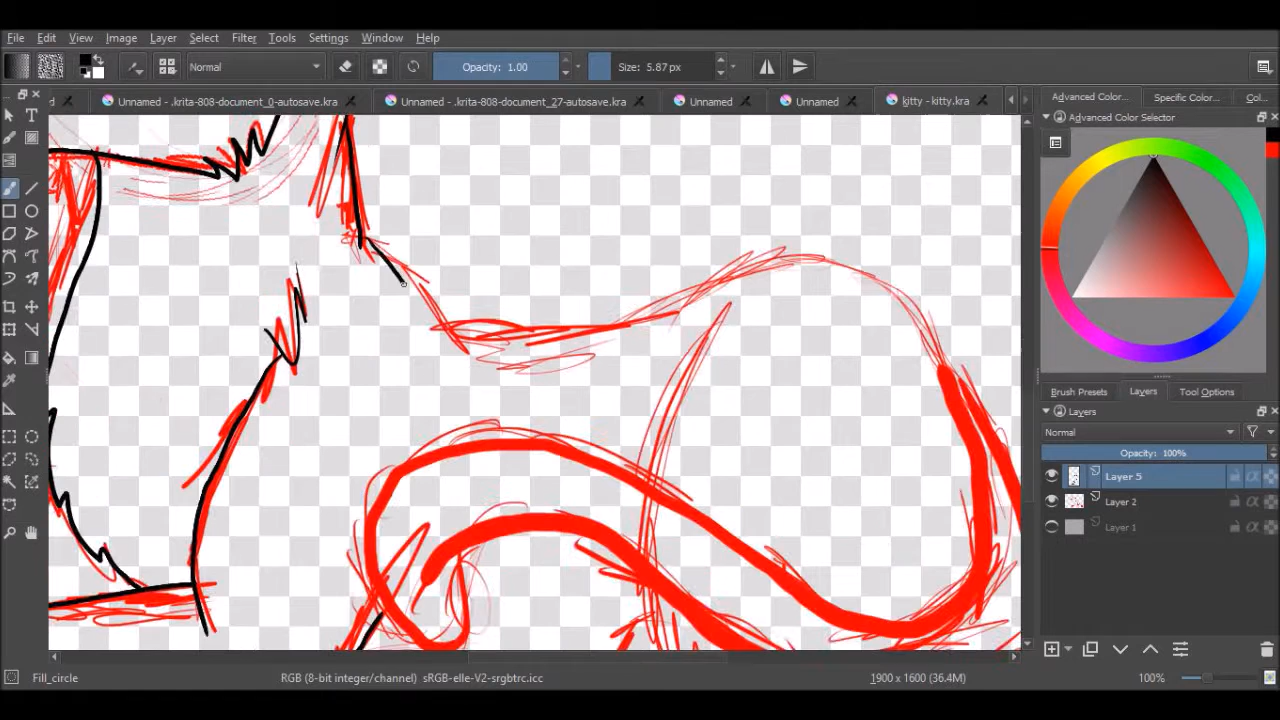 File Edit View Image Layer Select Filter Tools Settings Window Help
Normal Opacity: 1.00 Size: 5.87 px
Unnamed - .krita-808-document_0-autosave.kra Unnamed - .krita-808-document_27-autosave.kra Unnamed Unnamed kitty - kitty.kra
Advanced Color... Specific Color... Col...
Advanced Color Selector
Brush Presets Layers Tool Options
Layers
Normal
Opacity: 100%
Layer 5
Layer 2
Layer 1
Fill_circle RGB (8-bit integer/channel) sRGB-elle-V2-srgbtrc.icc 1900 x 1600 (36.4M) 100%